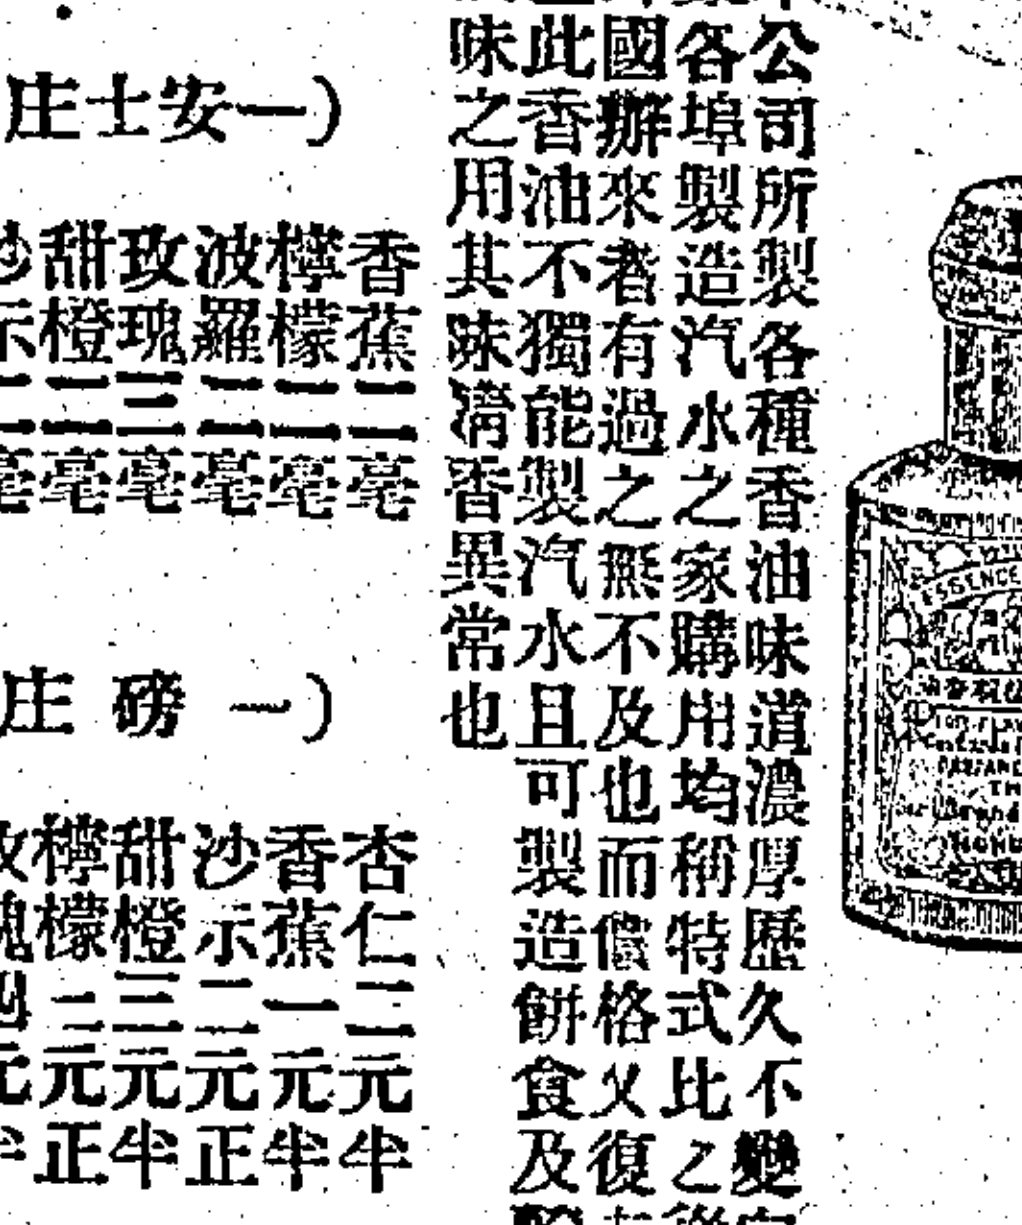 公司所製各種香油味道濃厚歷久不變
各埠製造汽水之家購用均稱特式比之
國辦來者有過之無不及也而價格又復
此香油不獨能製汽水且可製造餅食及
味之用其味清香異常也
(一安士庄
香蕉二毫
檸檬二毫
波羅二毫
玫瑰三毫
甜橙二毫
沙示二毫
(一磅庄
杏仁二元半
香蕉一元半
沙示二元正
甜橙三元半
檸檬二元正
玫瑰四元半
ESSENCE